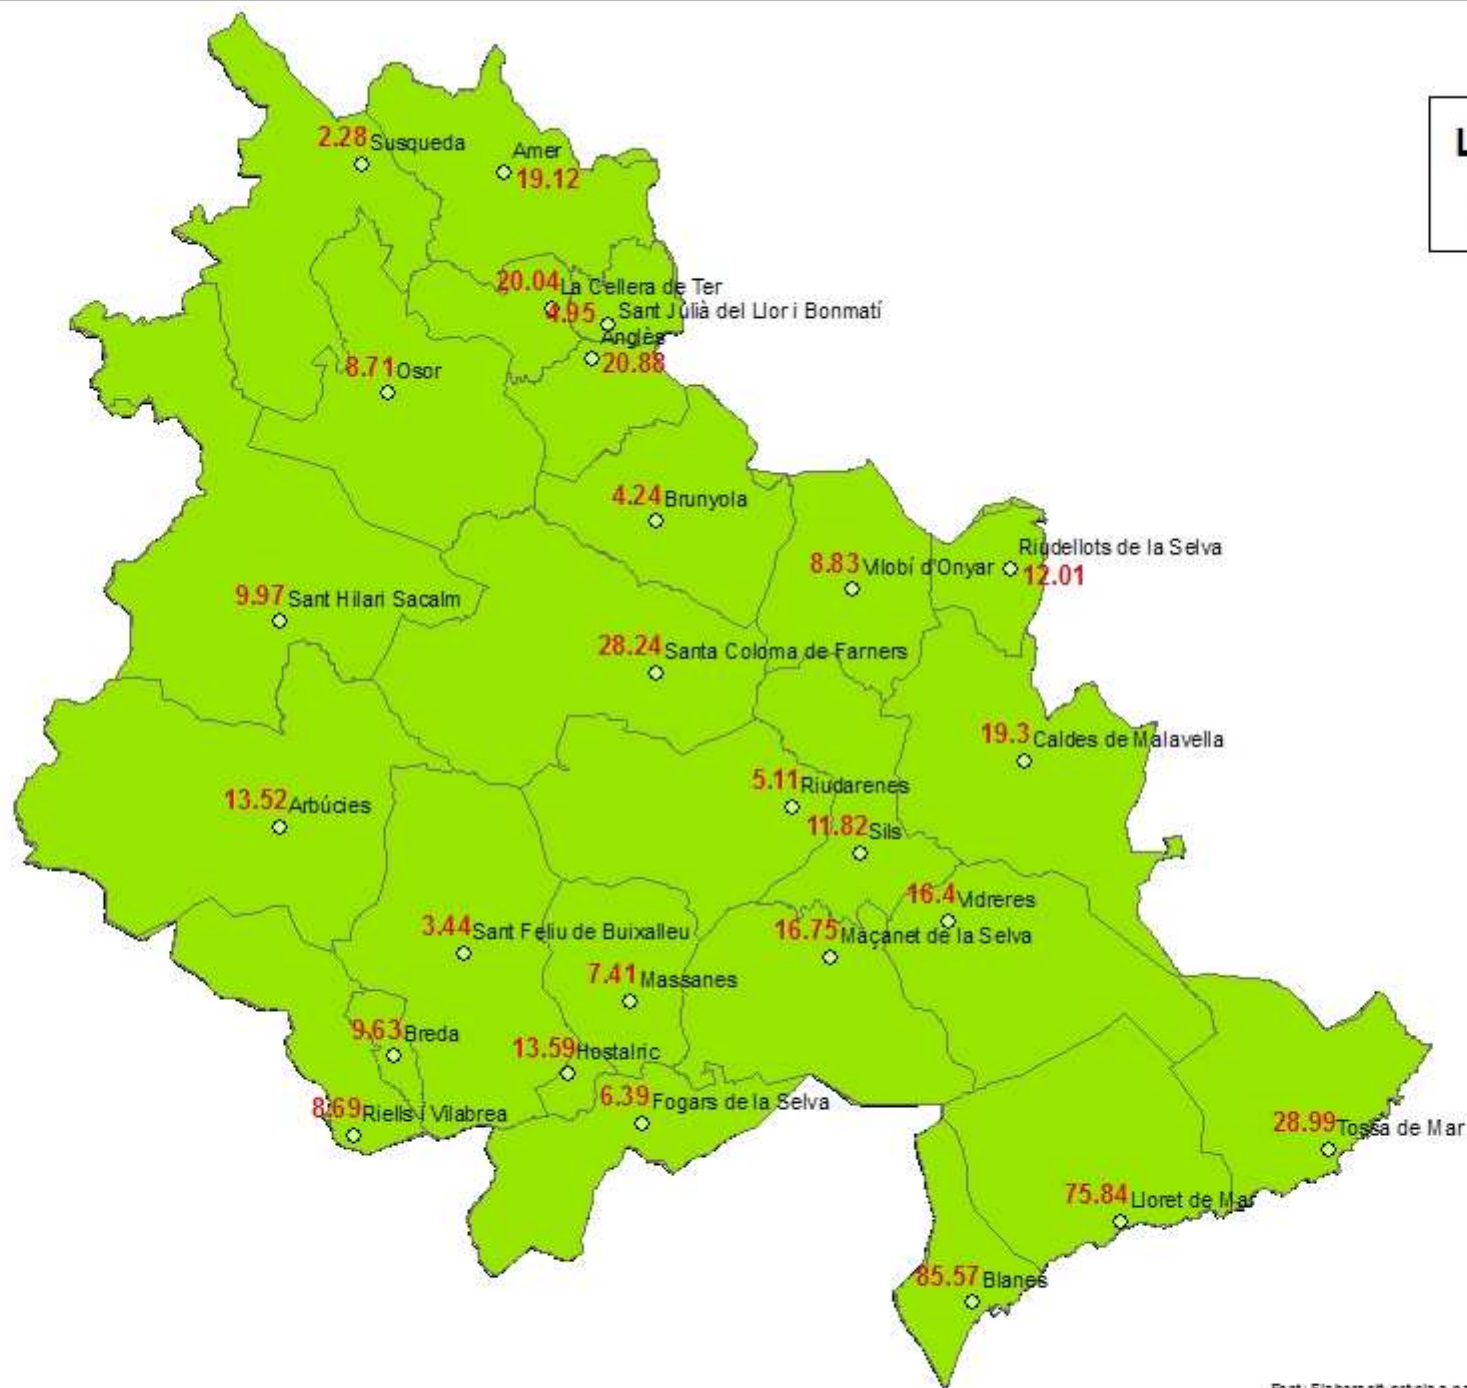 L
2.28 Susqueda
Amer
19.12
20.04 La Cellera de Ter
4.95 Sant Julià del Llor i Bonmatí
Anglès
20.88
8.71 Osor
4.24 Brunyola
Riudellots de la Selva
12.01
8.83 Vilobí d'Onyar
9.97 Sant Hilari Sacalm
28.24 Santa Coloma de Farners
19.3 Caldes de Malavella
5.11 Riudarenes
13.52 Arbúcies
11.82 Sils
16.4 Vidreres
3.44 Sant Feliu de Buixalleu
16.75 Maçanet de la Selva
7.41 Massanes
9.63 Breda
13.59 Hostalric
6.39 Fogars de la Selva
8.69 Riells i Vilabrea
28.99 Tossa de Mar
75.84 Lloret de Mar
85.57 Blanes